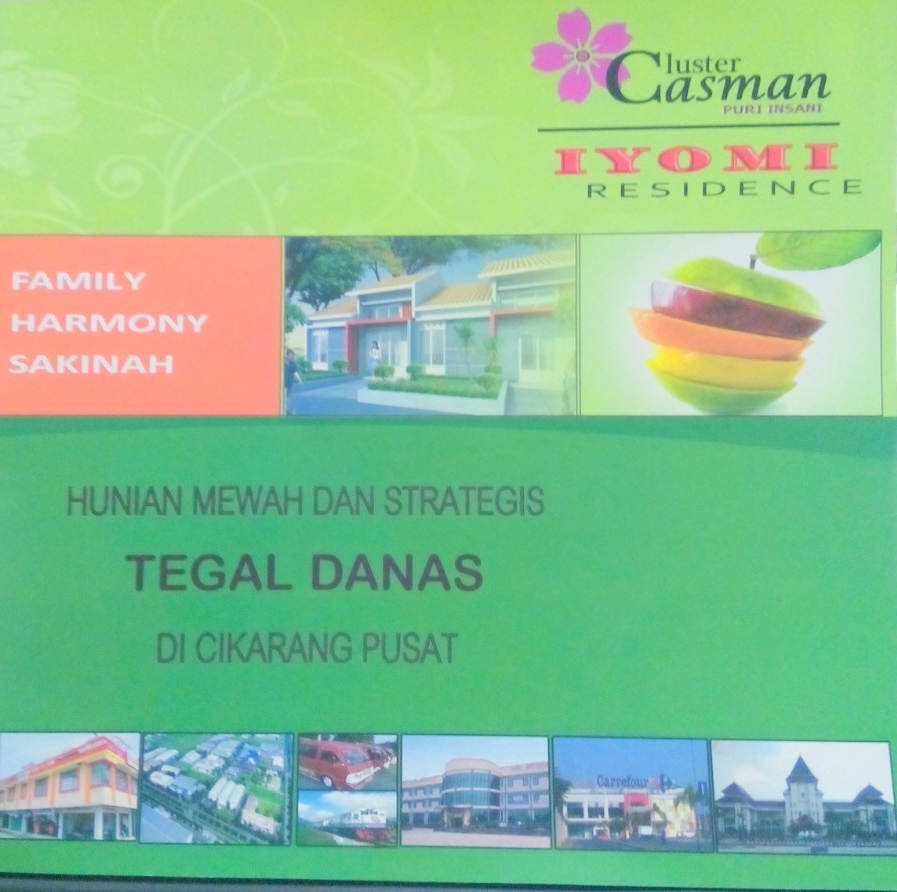 Cluster
Casman
PURI INSANI
IYOMI
RESIDENCE
FAMILY
HARMONY
SAKINAH
HUNIAN MEWAH DAN STRATEGIS
TEGAL DANAS
DI CIKARANG PUSAT
Carrefour